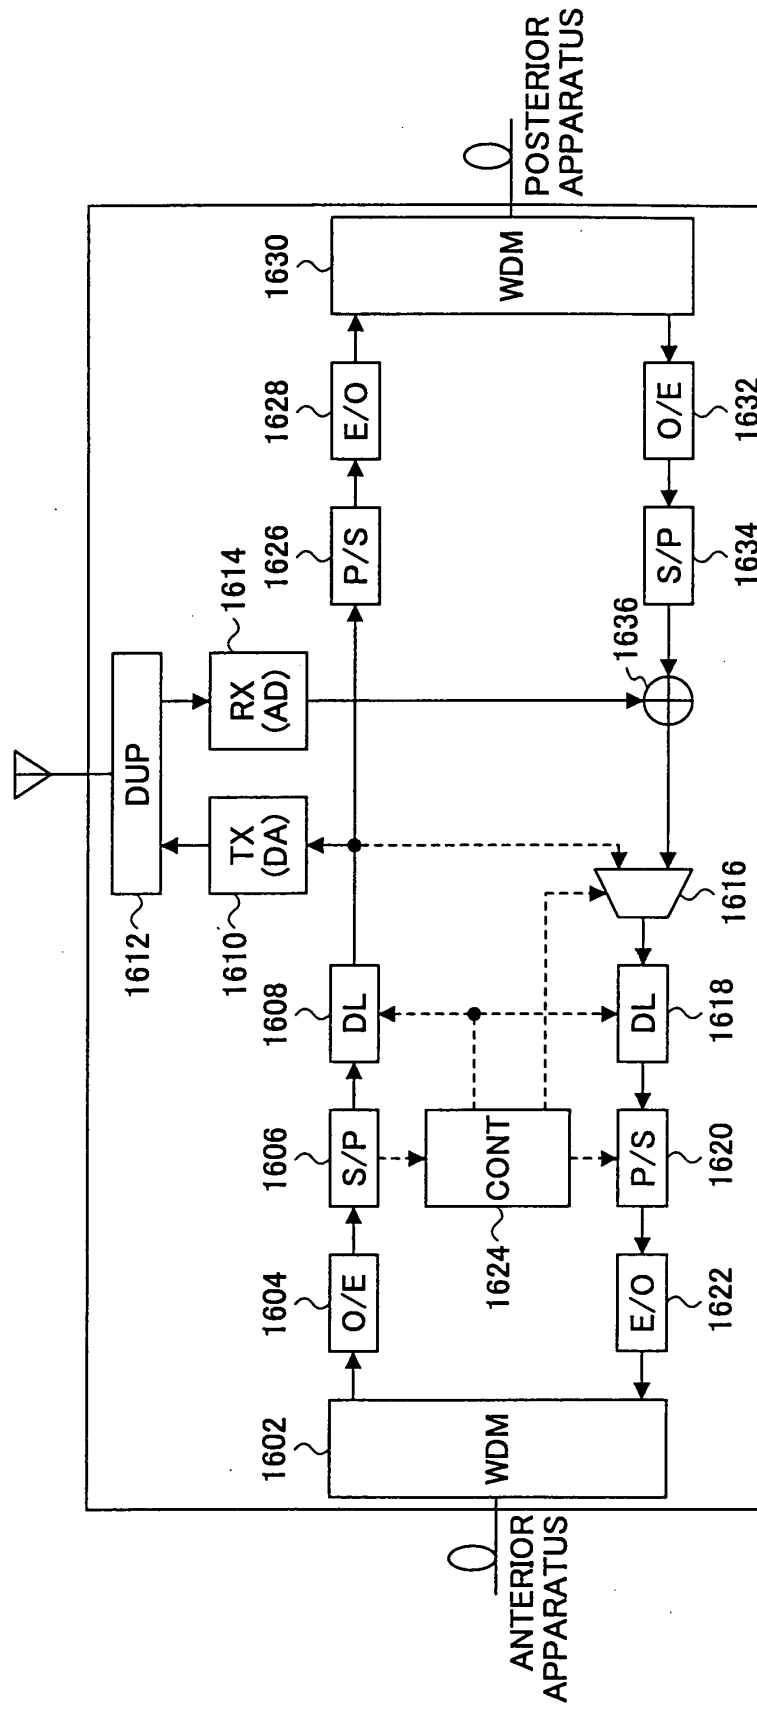 DUP
1612
TX
(DA)
1610
RX
(AD)
1614
1602
WDM
1604
O/E
1606
S/P
1608
DL
1626
P/S
1628
E/O
1630
WDM
CONT
1624
E/O
1622
P/S
1620
DL
1618
1616
1636
S/P
1634
O/E
1632
ANTERIOR
APPARATUS
POSTERIOR
APPARATUS